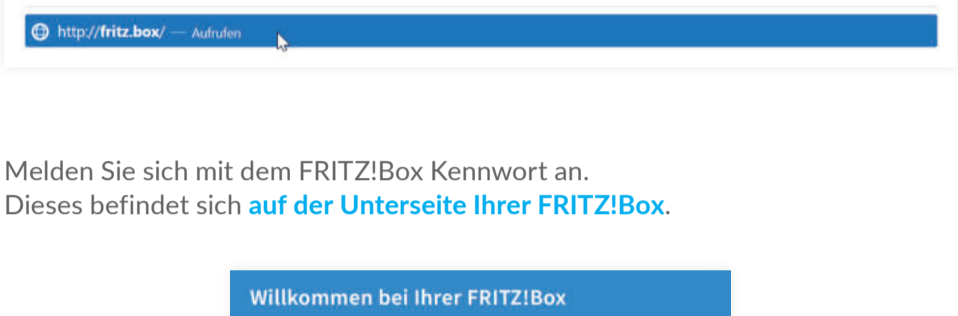 http://fritz.box/ — Aufrufen
Melden Sie sich mit dem FRITZ!Box Kennwort an.
Dieses befindet sich auf der Unterseite Ihrer FRITZ!Box.
Willkommen bei Ihrer FRITZ!Box